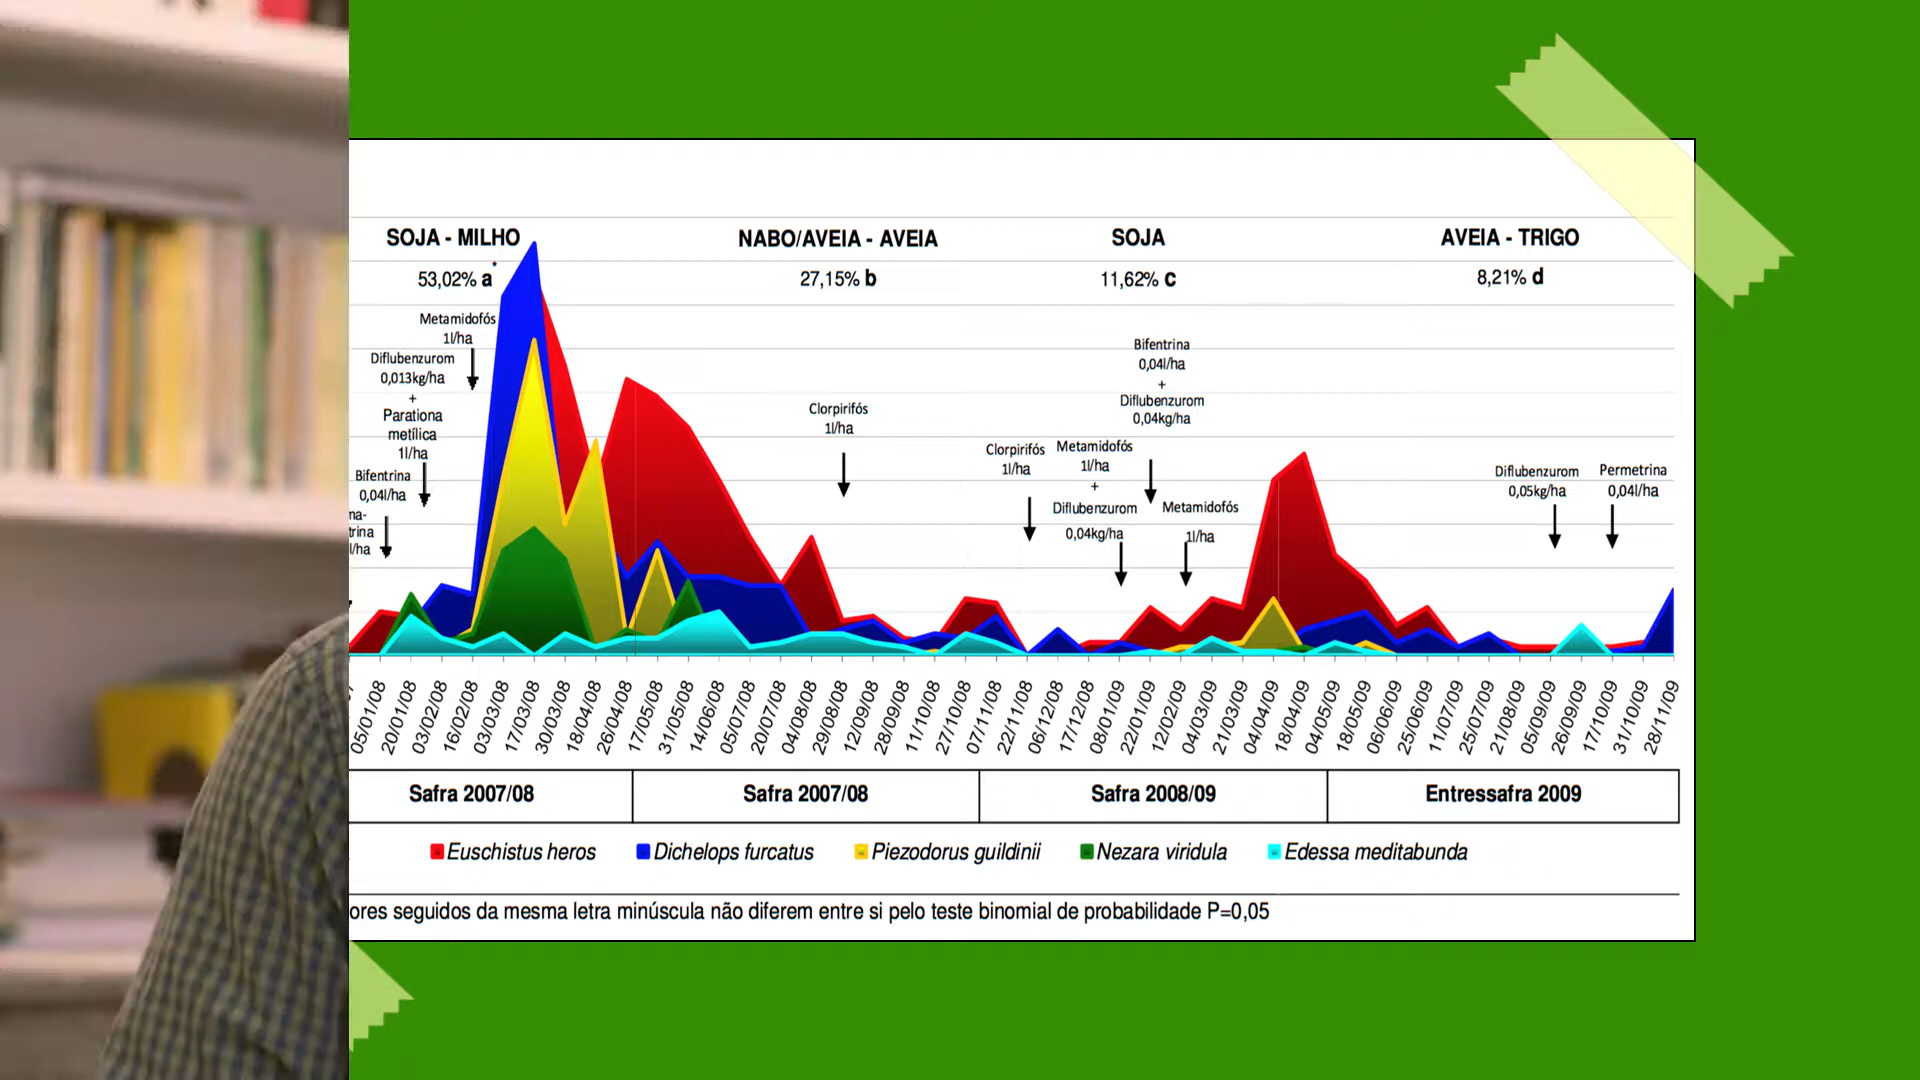 SOJA - MILHO
53,02% a*
NABO/AVEIA - AVEIA
27,15% b
SOJA
11,62% c
AVEIA - TRIGO
8,21% d
Metamidofós
1l/ha
Diflubenzurom
0,013kg/ha
+
Parationa
metílica
1l/ha
Bifentrina
0,04l/ha
ma-
trina
l/ha
Clorpirifós
1l/ha
Clorpirifós
1l/ha
Metamidofós
1l/ha
+
Diflubenzurom
0,04kg/ha
Bifentrina
0,04l/ha
+
Diflubenzurom
0,04kg/ha
Metamidofós
1l/ha
Diflubenzurom
0,05kg/ha
Permetrina
0,04l/ha
05/01/08 20/01/08 03/02/08 16/02/08 03/03/08 17/03/08 30/03/08 18/04/08 26/04/08 17/05/08 31/05/08 14/06/08 05/07/08 20/07/08 04/08/08 29/08/08 12/09/08 28/09/08 11/10/08 27/10/08 07/11/08 22/11/08 06/12/08 17/12/08 08/01/09 22/01/09 12/02/09 04/03/09 21/03/09 04/04/09 18/04/09 04/05/09 18/05/09 06/06/09 25/06/09 11/07/09 25/07/09 21/08/09 05/09/09 26/09/09 17/10/09 31/10/09 28/11/09
Safra 2007/08 Safra 2007/08 Safra 2008/09 Entressafra 2009
Euschistus heros Dichelops furcatus Piezodorus guildinii Nezara viridula Edessa meditabunda
ores seguidos da mesma letra minúscula não diferem entre si pelo teste binomial de probabilidade P=0,05